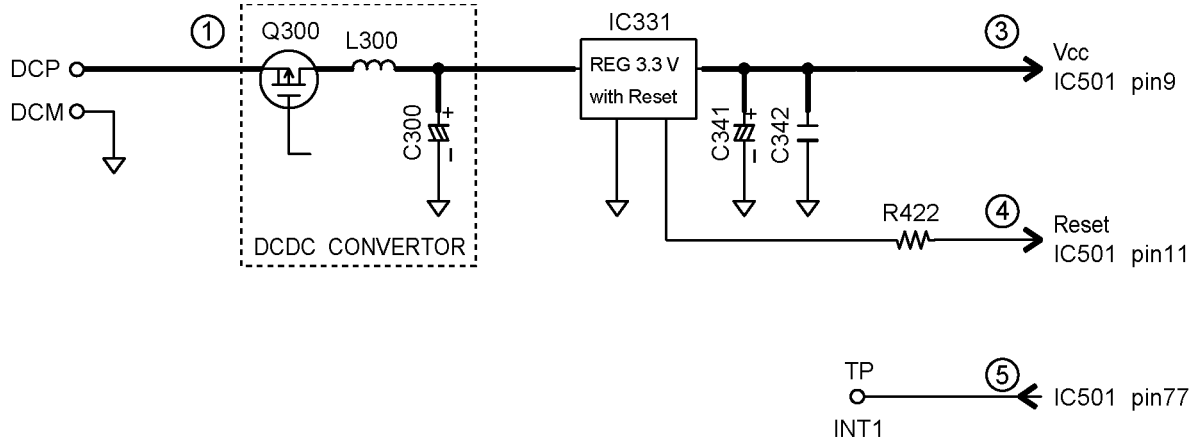 ① Q300 L300 IC331 ③
DCP REG 3.3 V Vcc
with Reset IC501 pin9
DCM
C300 + − C341 + − C342
R422 ④ Reset
DCDC CONVERTOR IC501 pin11
TP ⑤ IC501 pin77
INT1